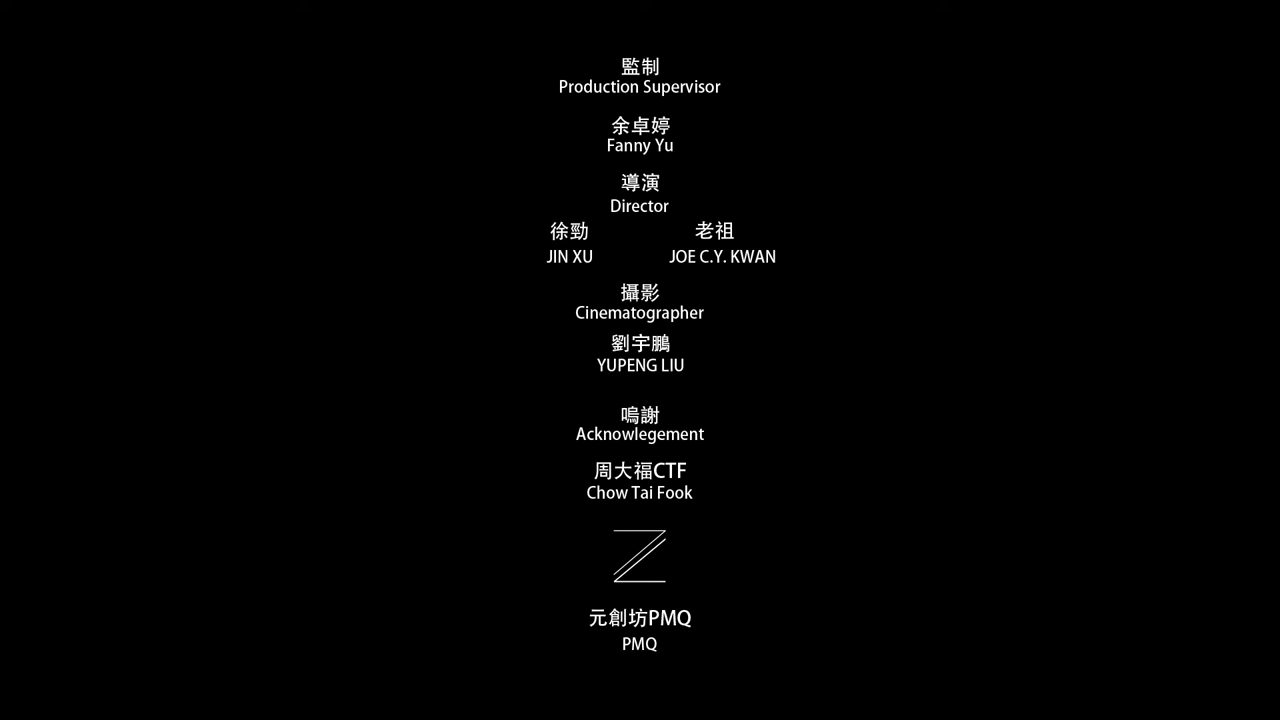 監制
Production Supervisor
余卓婷
Fanny Yu
導演
Director
徐勁 老祖
JIN XU JOE C.Y. KWAN
攝影
Cinematographer
劉宇鵬
YUPENG LIU
鳴謝
Acknowlegement
周大福CTF
Chow Tai Fook
Z
元創坊PMQ
PMQ